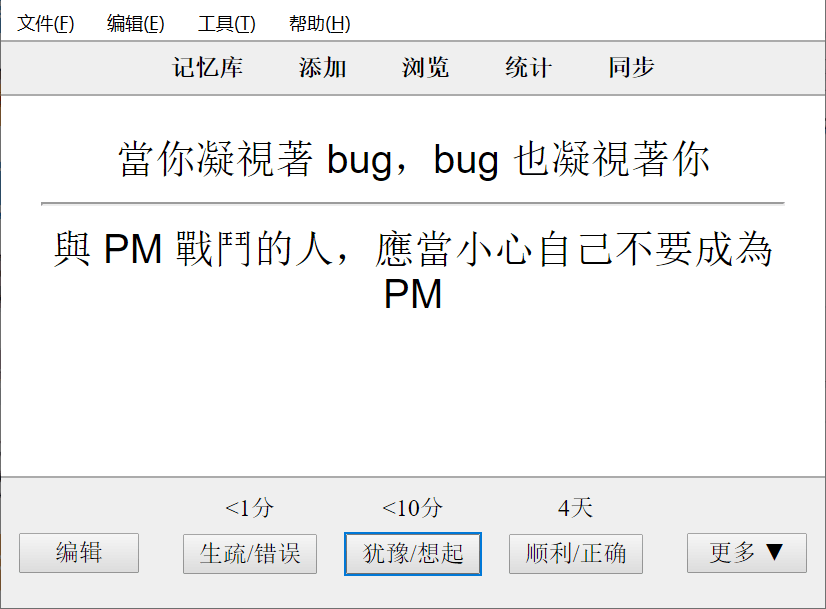 文件(F) 编辑(E) 工具(T) 帮助(H)
记忆库 添加 浏览 统计 同步
當你凝視著 bug，bug 也凝視著你
與 PM 戰鬥的人，應當小心自己不要成為
PM
<1分 <10分 4天
编辑 生疏/错误 犹豫/想起 顺利/正确 更多 ▼